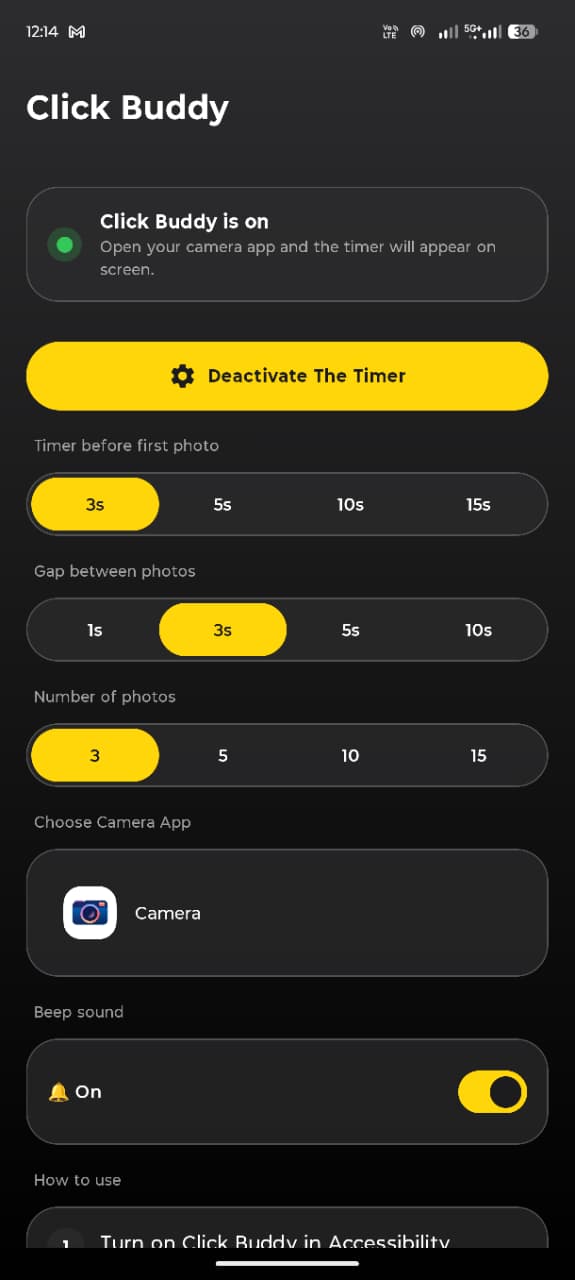 12:14
Vo LTE 5G+ 36
Click Buddy
Click Buddy is on
Open your camera app and the timer will appear on
screen.
Deactivate The Timer
Timer before first photo
3s 5s 10s 15s
Gap between photos
1s 3s 5s 10s
Number of photos
3 5 10 15
Choose Camera App
Camera
Beep sound
🔔 On
How to use
1 Turn on Click Buddy in Accessibility